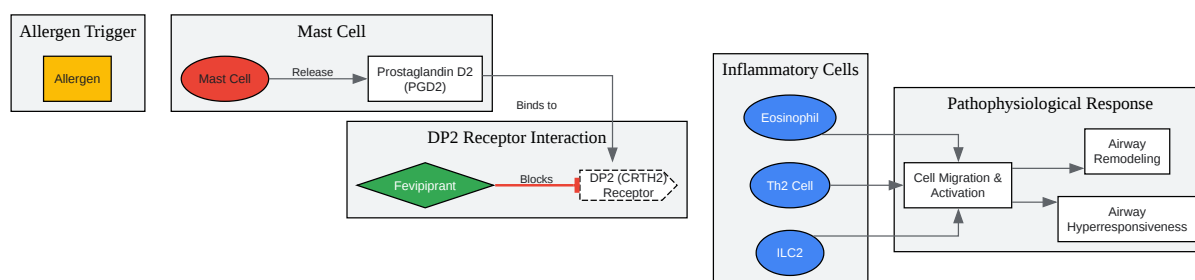 Allergen Trigger
Allergen
Mast Cell
Mast Cell
Release
Prostaglandin D2
(PGD2)
Binds to
DP2 Receptor Interaction
Fevipiprant
Blocks
DP2 (CRTH2)
Receptor
Inflammatory Cells
Eosinophil
Th2 Cell
ILC2
Pathophysiological Response
Cell Migration &
Activation
Airway
Remodeling
Airway
Hyperresponsiveness